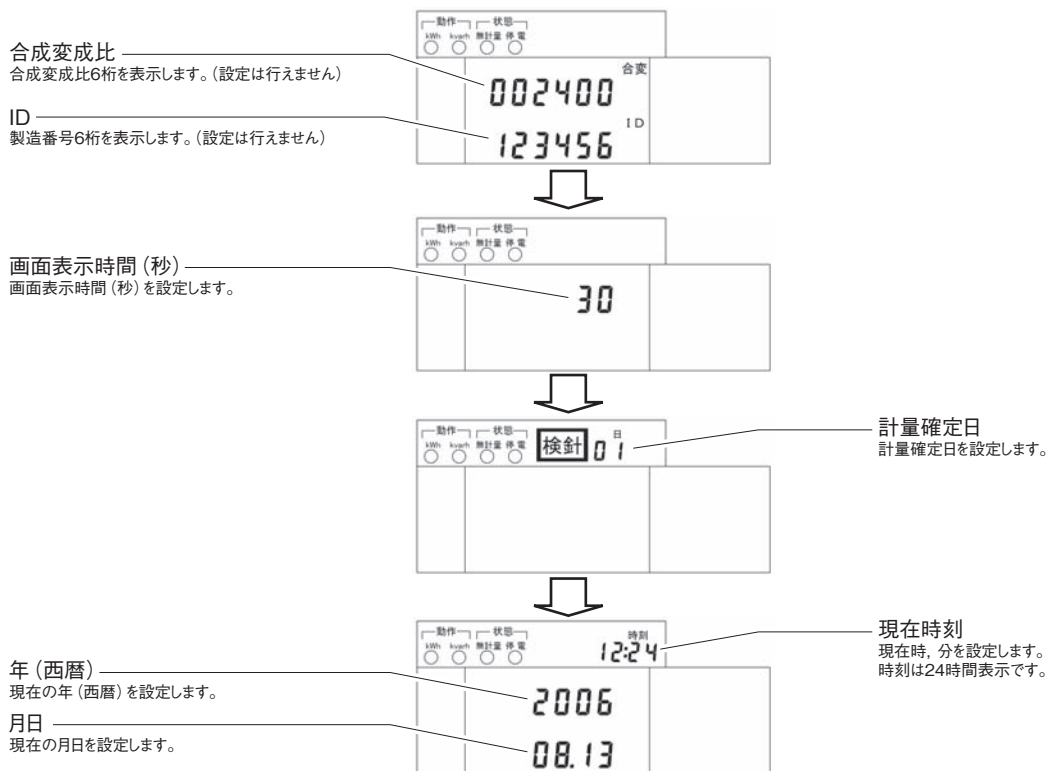 動作 状態
kWh kvarh 無計量 停電
合成変成比
合成変成比6桁を表示します。(設定は行えません)
合変
002400
ID
製造番号6桁を表示します。(設定は行えません)
ID
123456
動作 状態
kWh kvarh 無計量 停電
画面表示時間(秒)
画面表示時間(秒)を設定します。
30
動作 状態
kWh kvarh 無計量 停電
検針 01 日
計量確定日
計量確定日を設定します。
動作 状態
kWh kvarh 無計量 停電
時刻
12:24
現在時刻
現在時, 分を設定します。
時刻は24時間表示です。
年(西暦)
現在の年(西暦)を設定します。
2006
月日
現在の月日を設定します。
08.13